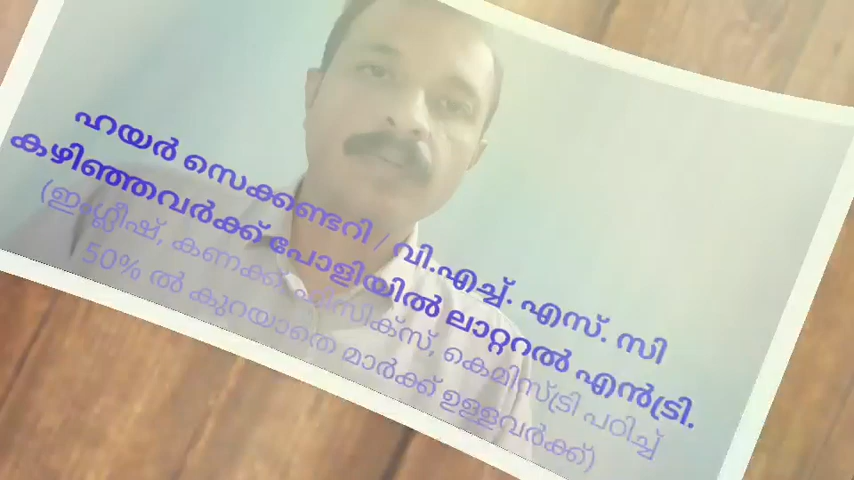 ഹയർ സെക്കണ്ടറി / വി.എച്ച്. എസ്. സി
കഴിഞ്ഞവർക്ക് പോളിയിൽ ലാറ്ററൽ എൻട്രി.
(ഇംഗ്ലീഷ്, കണക്ക് ഫിസിക്സ്, കെമിസ്ട്രി പഠിച്ച്
50% ൽ കുറയാതെ മാർക്ക് ഉള്ളവർക്ക്)